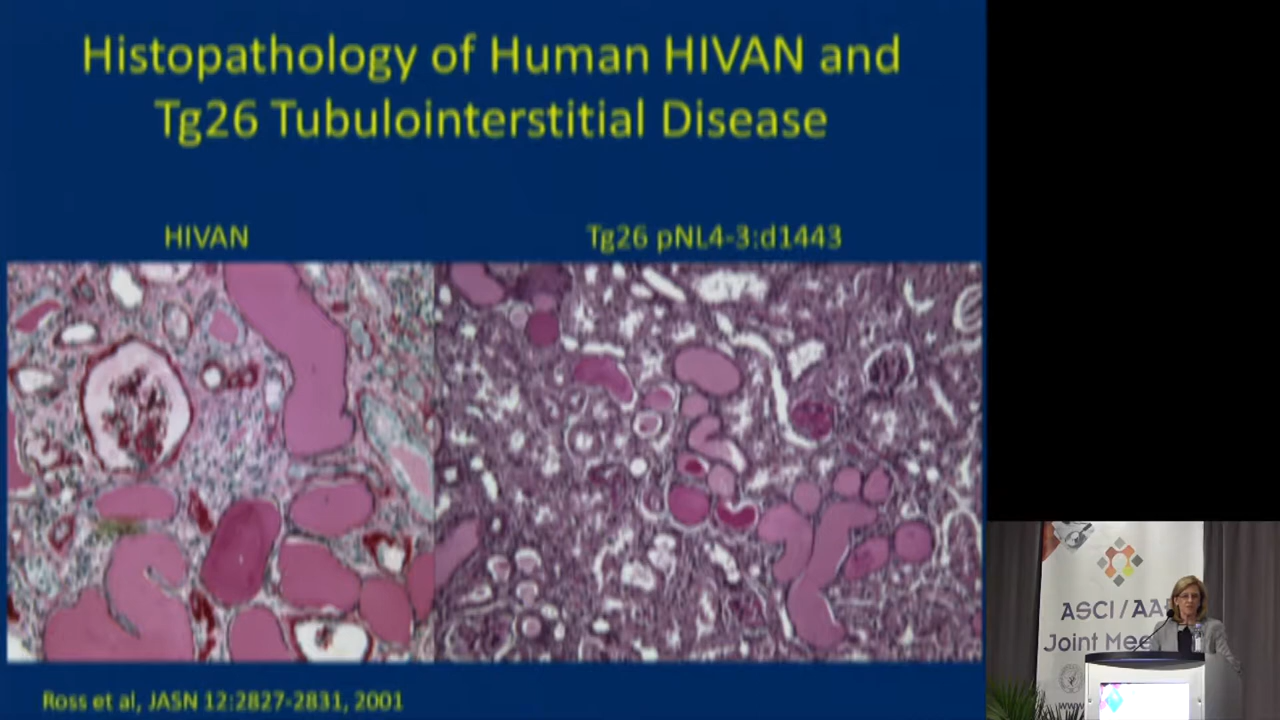 Histopathology of Human HIVAN and
Tg26 Tubulointerstitial Disease
HIVAN
Tg26 pNL4-3:d1443
Ross et al, JASN 12:2827-2831, 2001
ASCI / AA
Joint Mee
www.